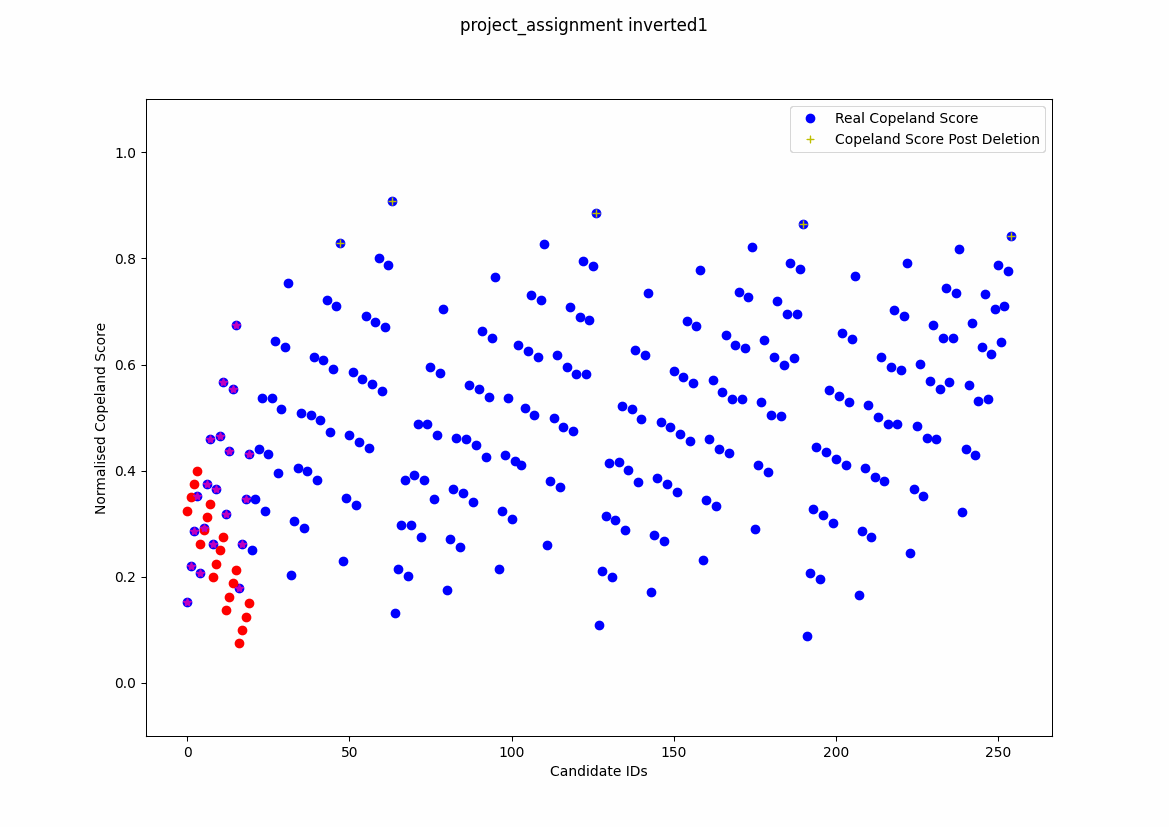 project_assignment inverted1
Real Copeland Score
Copeland Score Post Deletion
1.0
0.8
0.6
0.4
0.2
0.0
Normalised Copeland Score
0 50 100 150 200 250
Candidate IDs